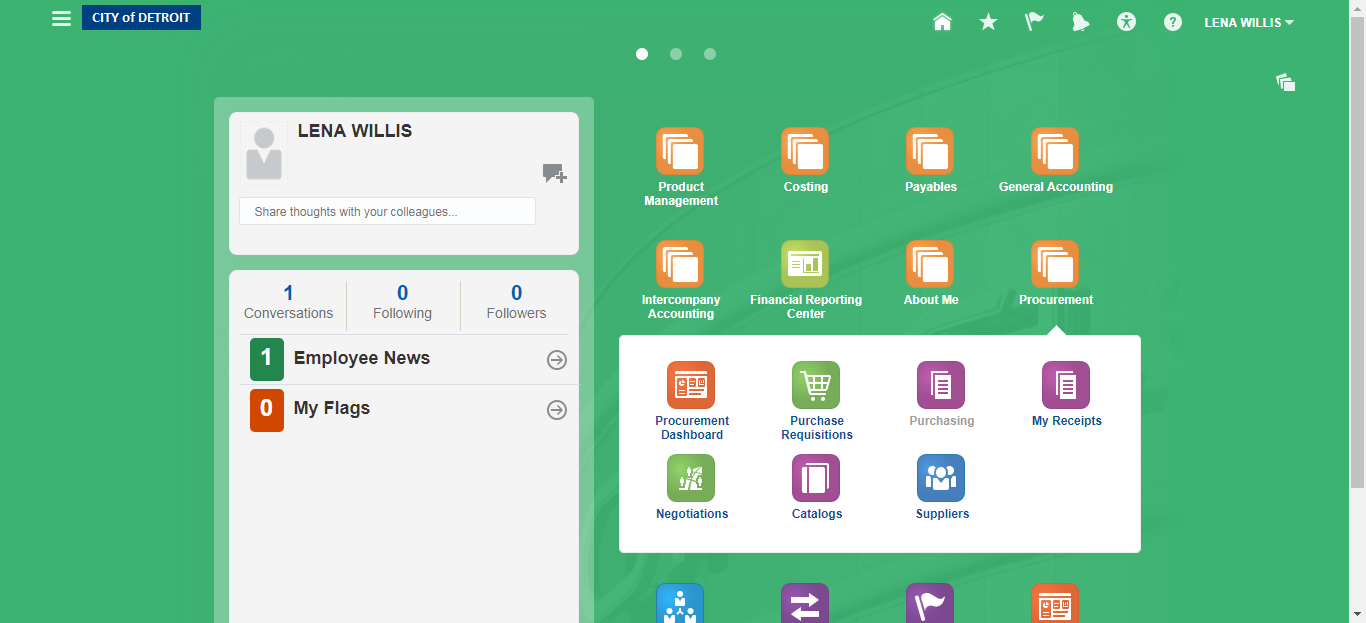 CITY of DETROIT
LENA WILLIS
LENA WILLIS
Share thoughts with your colleagues...
1
Conversations
0
Following
0
Followers
1
Employee News
0
My Flags
Product
Management
Costing
Payables
General Accounting
Intercompany
Accounting
Financial Reporting
Center
About Me
Procurement
Procurement
Dashboard
Purchase
Requisitions
Purchasing
My Receipts
Negotiations
Catalogs
Suppliers